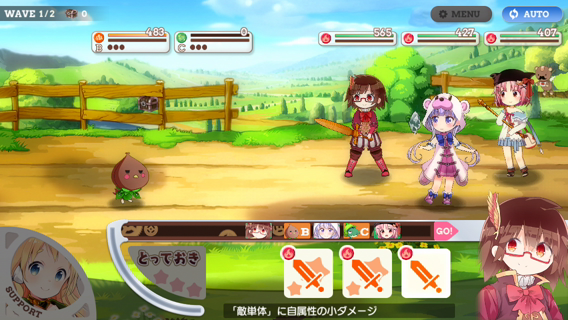 WAVE 1/2 0
MENU
AUTO
483
B
0
C
565
427
407
B
C
GO!
SUPPORT
とっておき
「敵単体」に自属性の小ダメージ